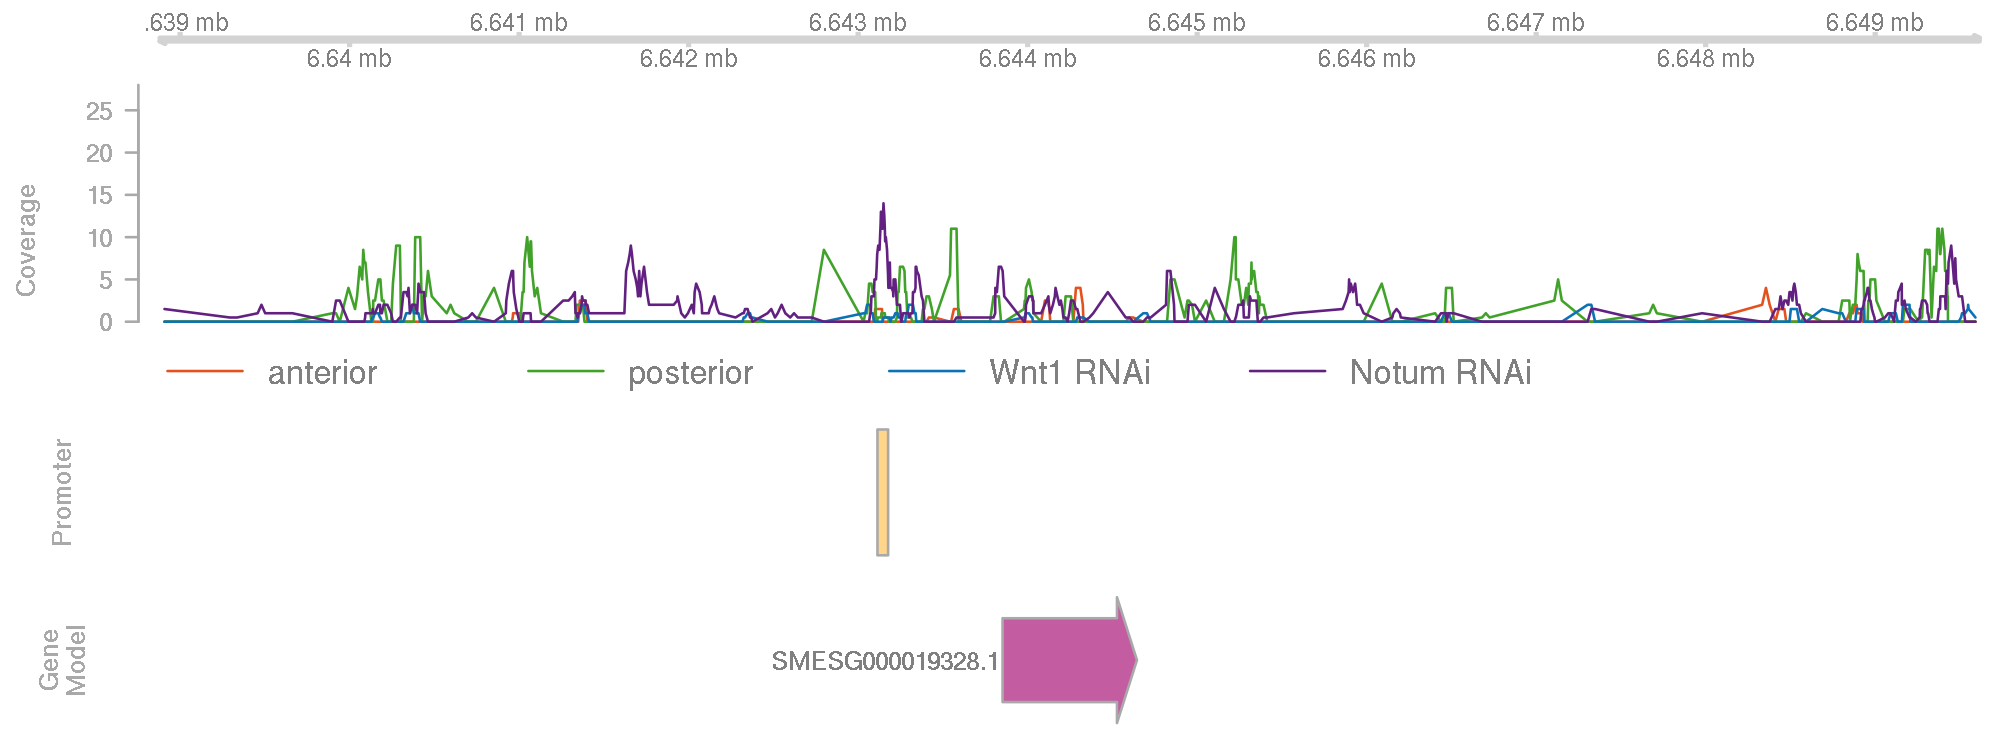 .639 mb 6.641 mb 6.643 mb 6.645 mb 6.647 mb 6.649 mb
6.64 mb 6.642 mb 6.644 mb 6.646 mb 6.648 mb
Coverage
25
20
15
10
5
0
anterior posterior Wnt1 RNAi Notum RNAi
Promoter
Gene
Model
SMESG000019328.1